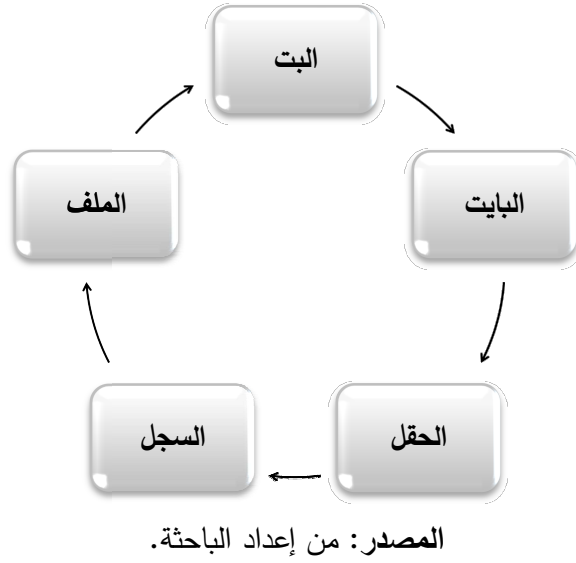 البت
البايت
الحقل
السجل
الملف
المصدر: من إعداد الباحثة.